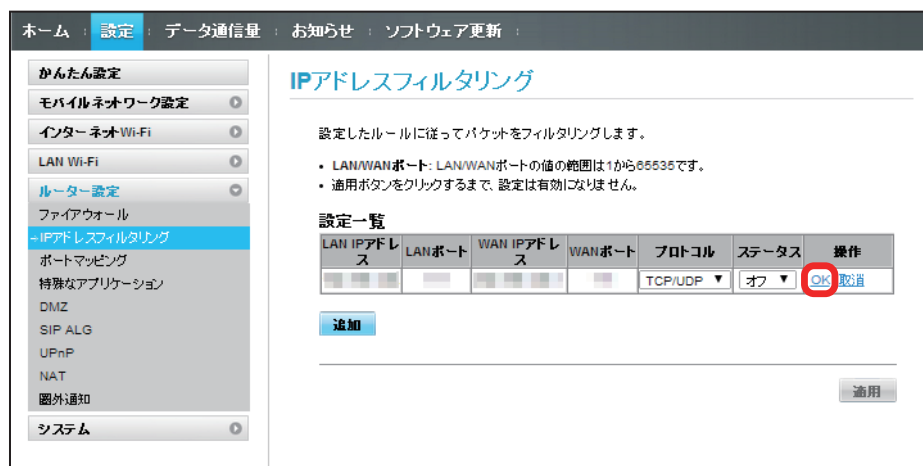 ホーム 設定 データ通信量 お知らせ ソフトウェア更新
かんたん設定
モバイルネットワーク設定
インターネットWi-Fi
LAN Wi-Fi
ルーター設定
ファイアウォール
IPアドレスフィルタリング
ポートマッピング
特殊なアプリケーション
DMZ
SIP ALG
UPnP
NAT
圏外通知
システム
IPアドレスフィルタリング
設定したルールに従ってパケットをフィルタリングします。
• LAN/WANポート: LAN/WANポートの値の範囲は1から65535です。
• 適用ボタンをクリックするまで、設定は有効になりません。
設定一覧
LAN IPアドレス LANポート WAN IPアドレス WANポート プロトコル ステータス 操作
TCP/UDP オフ OK 取消
追加
適用